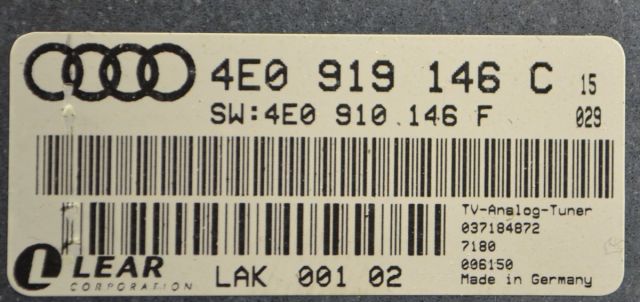 4E0 919 146 C 15
SW:4E0 910 146 F 029
TV-Analog-Tuner
037184872
7180
006150
Made in Germany
LEAR
CORPORATION
LAK 001 02